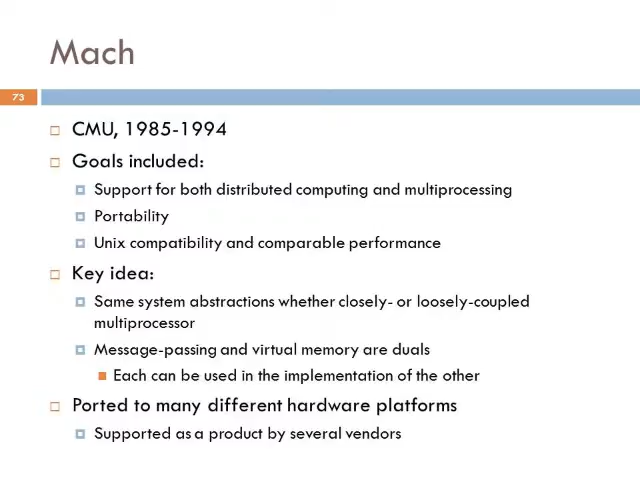 Mach
73
CMU, 1985-1994
Goals included:
Support for both distributed computing and multiprocessing
Portability
Unix compatibility and comparable performance
Key idea:
Same system abstractions whether closely- or loosely-coupled
multiprocessor
Message-passing and virtual memory are duals
Each can be used in the implementation of the other
Ported to many different hardware platforms
Supported as a product by several vendors